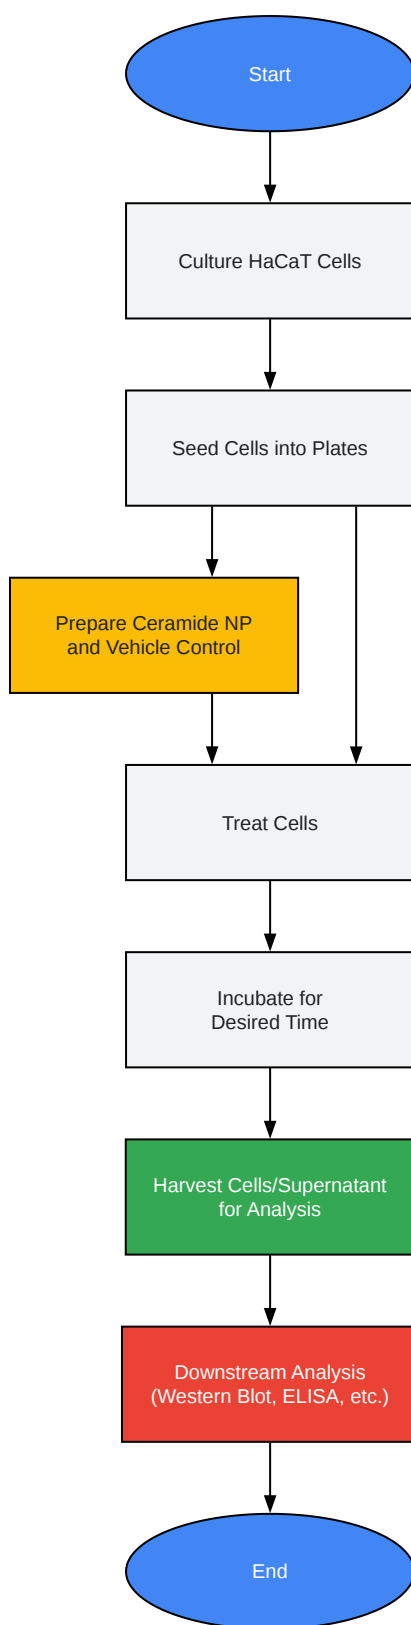 Start
Culture HaCaT Cells
Seed Cells into Plates
Prepare Ceramide NP
and Vehicle Control
Treat Cells
Incubate for
Desired Time
Harvest Cells/Supernatant
for Analysis
Downstream Analysis
(Western Blot, ELISA, etc.)
End